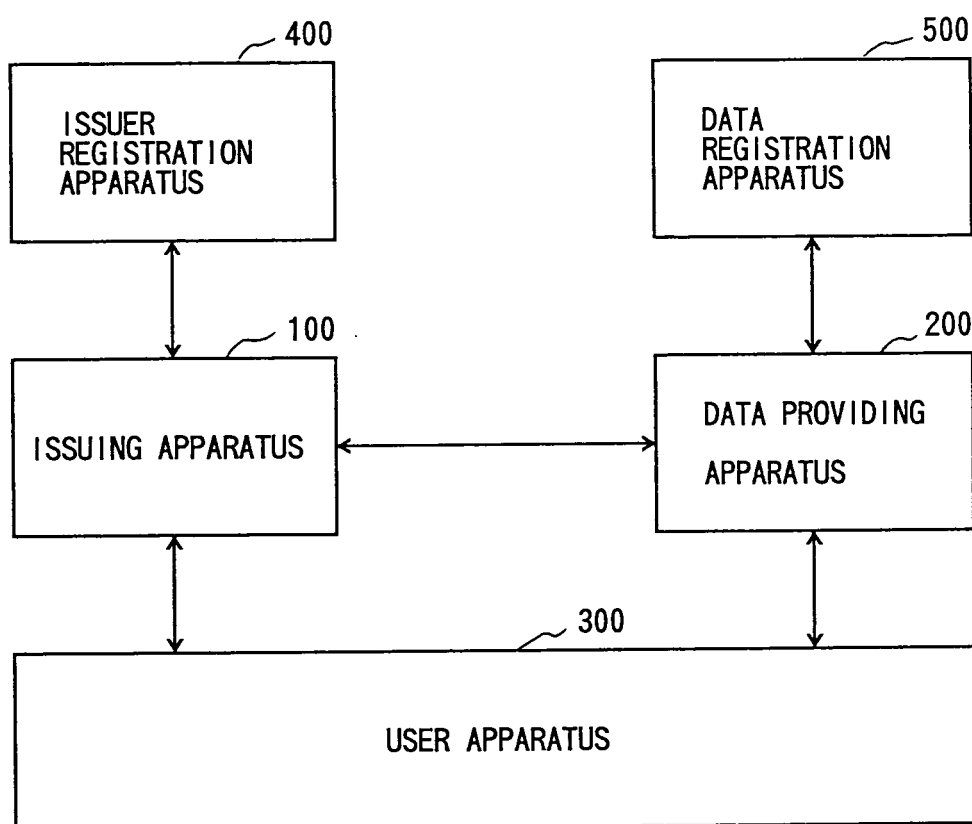 400
ISSUER
REGISTRATION
APPARATUS
500
DATA
REGISTRATION
APPARATUS
100
ISSUING APPARATUS
200
DATA PROVIDING
APPARATUS
300
USER APPARATUS